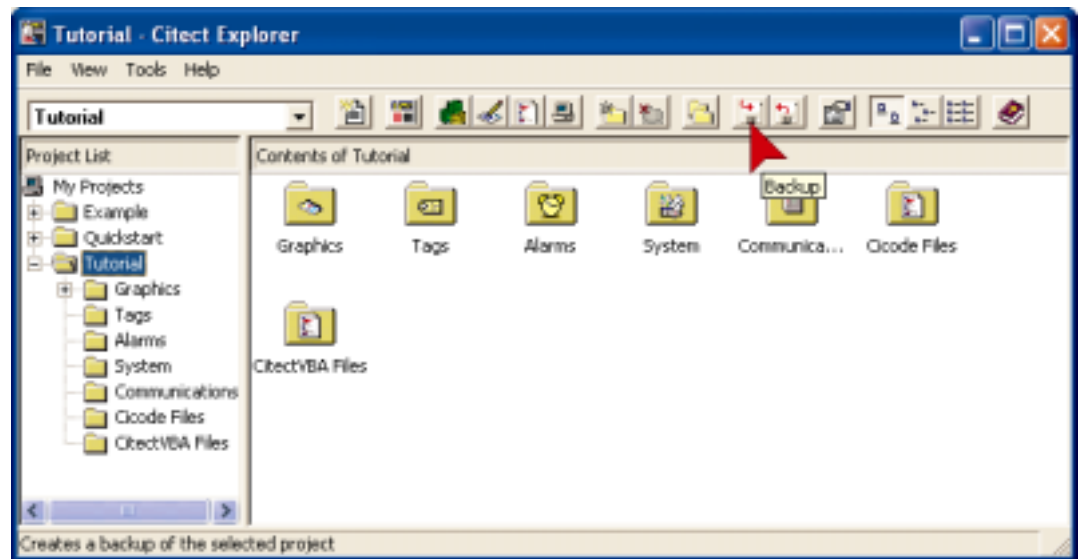 Tutorial - Citect Explorer
File View Tools Help
Tutorial
Project List
Contents of Tutorial
My Projects
Example
Quickstart
Tutorial
Graphics
Tags
Alarms
System
Communications
Cicode Files
CitectVBA Files
Backup
Graphics Tags Alarms System Communica... Cicode Files
CitectVBA Files
Creates a backup of the selected project